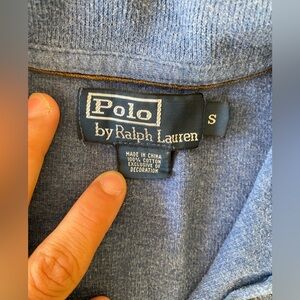 Polo
by Ralph Lauren
S
MADE IN CHINA
100% COTTON
EXCLUSIVE OF
DECORATION